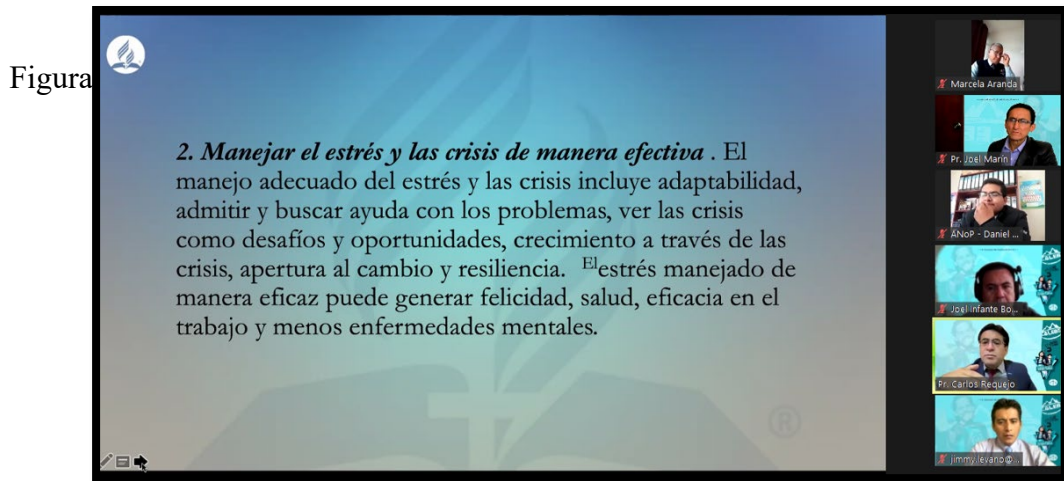 Figura
2. Manejar el estrés y las crisis de manera efectiva . El
manejo adecuado del estrés y las crisis incluye adaptabilidad,
admitir y buscar ayuda con los problemas, ver las crisis
como desafíos y oportunidades, crecimiento a través de las
crisis, apertura al cambio y resiliencia. Elestrés manejado de
manera eficaz puede generar felicidad, salud, eficacia en el
trabajo y menos enfermedades mentales.
®
Marcela Aranda
Pr. Joel Marin
ANoP - Daniel ...
Joel Infante Bo...
Pr. Carlos Requejo
jimmy.levano@...